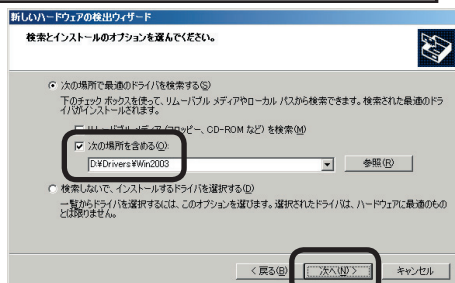 新しいハードウェアの検出ウィザード
検索とインストールのオプションを選んでください。
次の場所で最適のドライバを検索する(S)
下のチェック ボックスを使って、リムーバブル メディアやローカル パスから検索できます。検索された最適のドラ
イバがインストールされます。
リムーバブル メディア (フロッピー、CD-ROM など) を検索(M)
次の場所を含める(O):
D:¥Drivers¥Win2003
参照(R)
検索しないで、インストールするドライバを選択する(D)
一覧からドライバを選択するには、このオプションを選びます。選択されたドライバは、ハードウェアに最適のもの
とは限りません。
< 戻る(B)
次へ(N) >
キャンセル